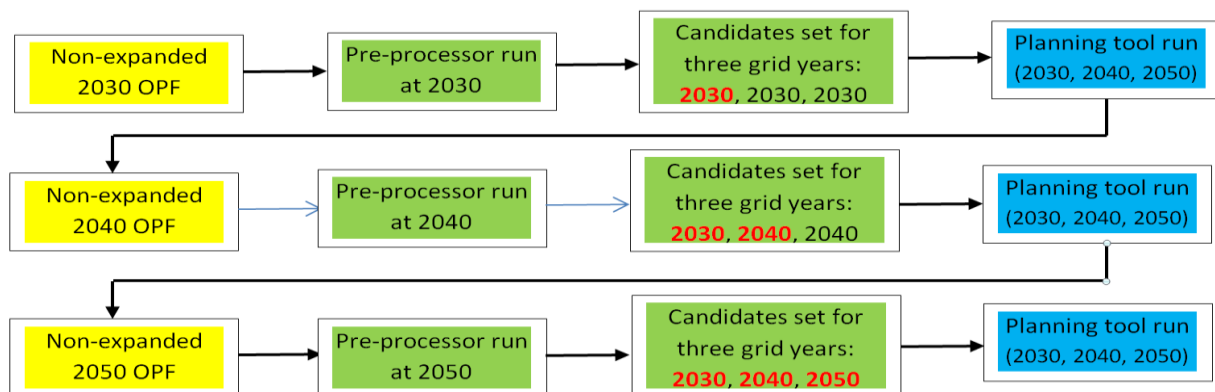 Non-expanded
2030 OPF
Pre-processor run
at 2030
Candidates set for
three grid years:
2030, 2030, 2030
Planning tool run
(2030, 2040, 2050)
Non-expanded
2040 OPF
Pre-processor run
at 2040
Candidates set for
three grid years:
2030, 2040, 2040
Planning tool run
(2030, 2040, 2050)
Non-expanded
2050 OPF
Pre-processor run
at 2050
Candidates set for
three grid years:
2030, 2040, 2050
Planning tool run
(2030, 2040, 2050)